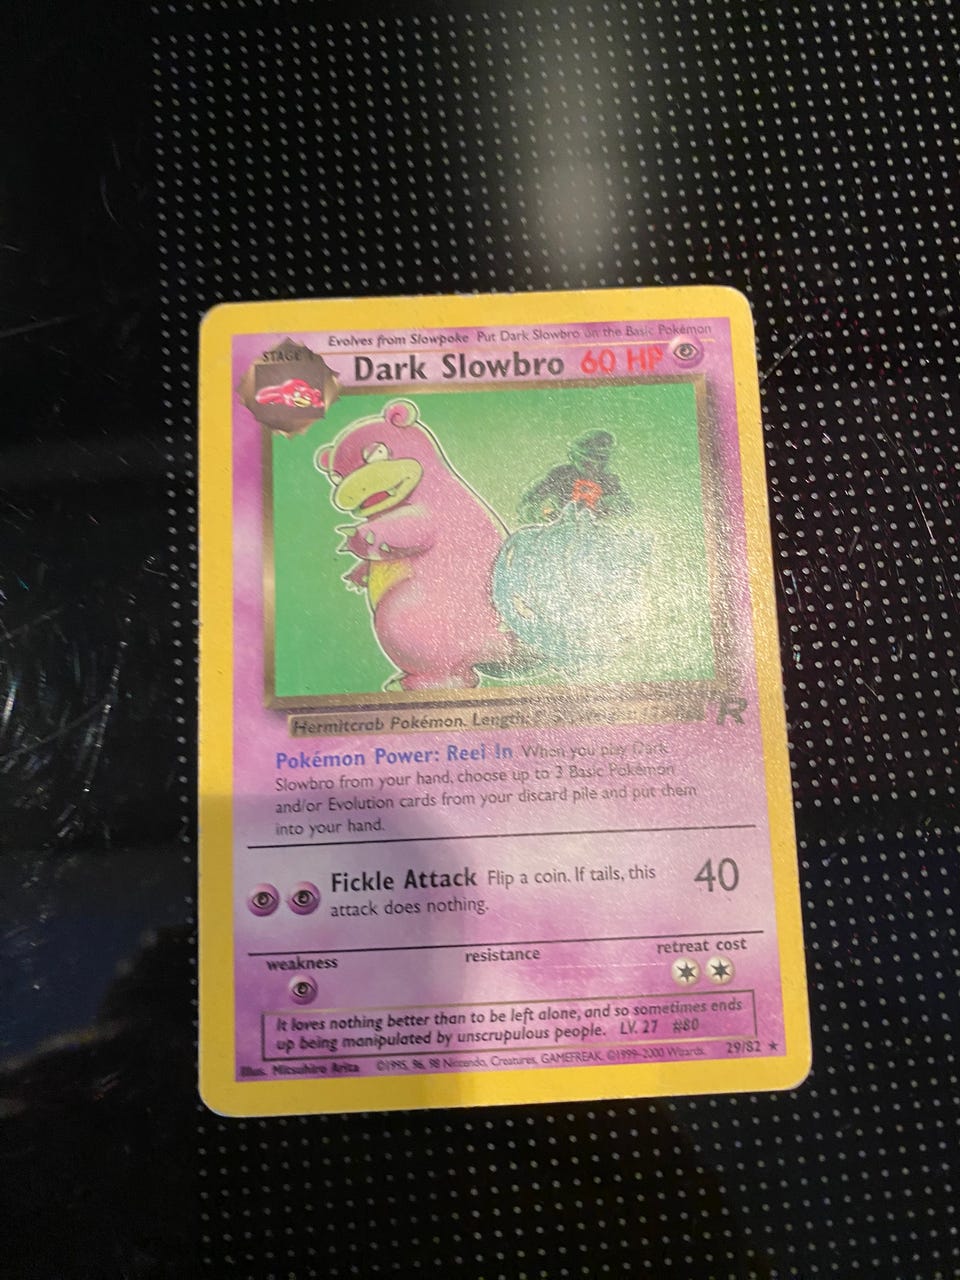 Evolves from Slowpoke Put Dark Slowbro on the Basic Pokémon
STAGE
Dark Slowbro 60 HP
R
Hermitcrab Pokémon. Length:
R
Pokémon Power: Reel In When you play Dark
Slowbro from your hand, choose up to 3 Basic Pokémon
and/or Evolution cards from your discard pile and put them
into your hand.
Fickle Attack Flip a coin. If tails, this 40
attack does nothing.
weakness resistance retreat cost
It loves nothing better than to be left alone, and so sometimes ends
up being manipulated by unscrupulous people. LV. 27 #80
Illus. Mitsuhiro Arita ©1995, 96, 98 Nintendo, Creatures, GAMEFREAK. ©1999-2000 Wizards. 29/82 ★